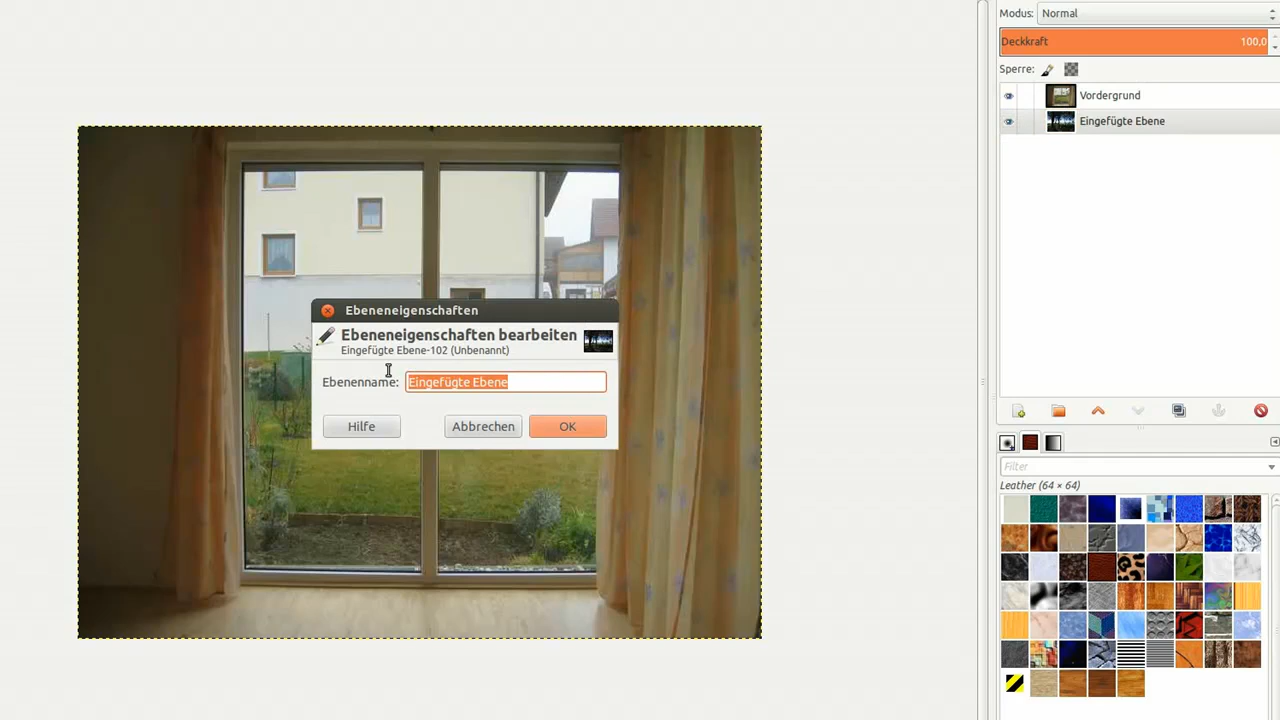 Modus: Normal
Deckkraft 100,0
Sperre:
Vordergrund
Eingefügte Ebene
Ebeneneigenschaften
Ebeneneigenschaften bearbeiten
Eingefügte Ebene-102 (Unbenannt)
Ebenenname: Eingefügte Ebene
Hilfe Abbrechen OK
Filter
Leather (64 × 64)